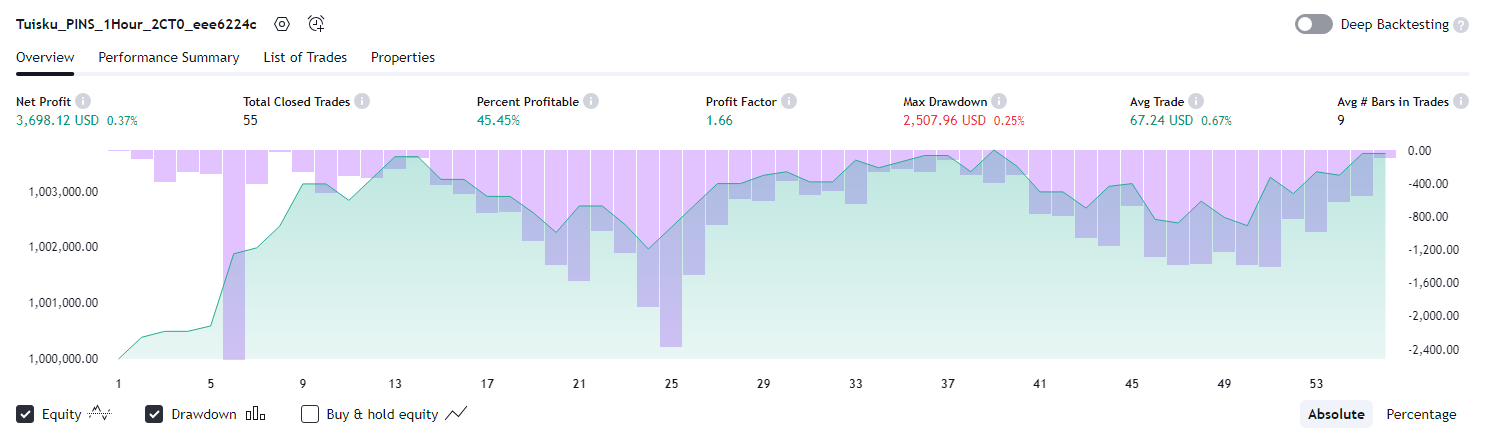 Tuisku_PINS_1Hour_2CT0_eee6224c
Deep Backtesting ?
Overview Performance Summary List of Trades Properties
Net Profit i Total Closed Trades i Percent Profitable i Profit Factor i Max Drawdown i Avg Trade i Avg # Bars in Trades i
3,698.12 USD 0.37% 55 45.45% 1.66 2,507.96 USD 0.25% 67.24 USD 0.67% 9
0.00
1,003,000.00 -400.00
-800.00
1,002,000.00 -1,200.00
-1,600.00
1,001,000.00 -2,000.00
1,000,000.00 -2,400.00
1 5 9 13 17 21 25 29 33 37 41 45 49 53
Equity Drawdown Buy & hold equity Absolute Percentage